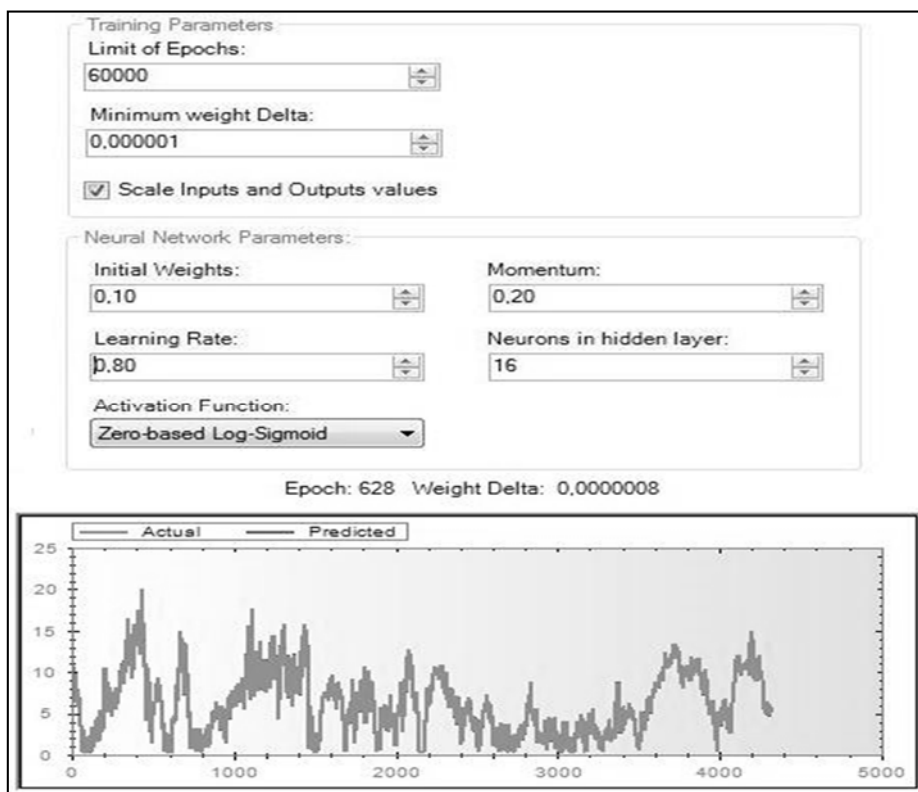 Training Parameters
Limit of Epochs:
60000
Minimum weight Delta:
0,000001
Scale Inputs and Outputs values
Neural Network Parameters:
Initial Weights: Momentum:
0,10 0,20
Learning Rate: Neurons in hidden layer:
0,80 16
Activation Function:
Zero-based Log-Sigmoid
Epoch: 628 Weight Delta: 0,0000008
Actual Predicted
25
20
15
10
5
0
0 1000 2000 3000 4000 5000